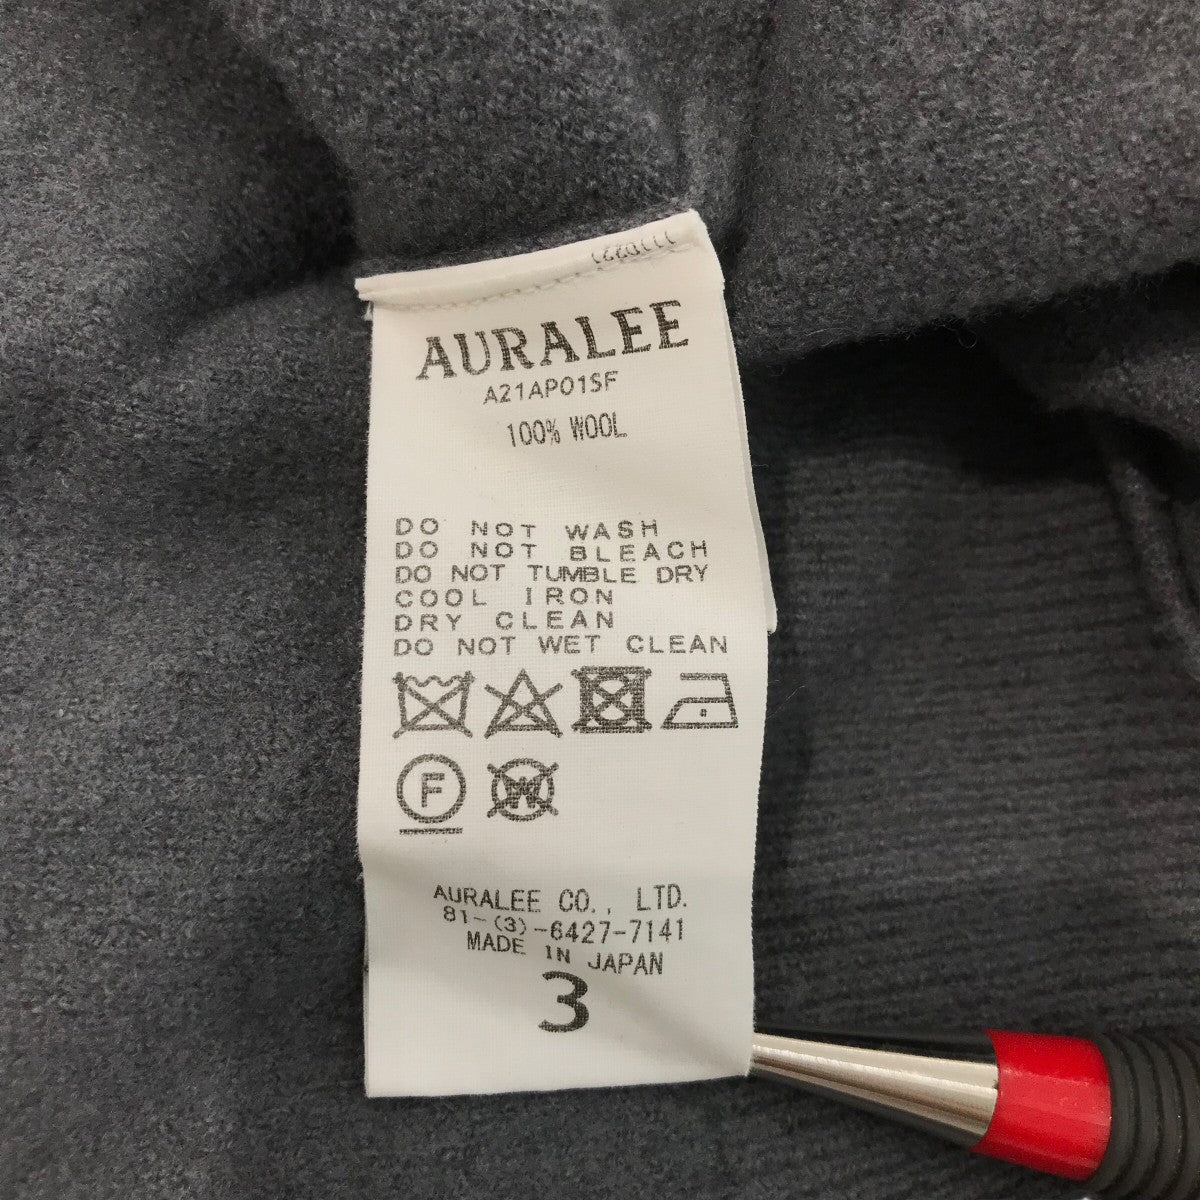 AURALEE
A21AP01SF
100% WOOL
DO NOT WASH
DO NOT BLEACH
DO NOT TUMBLE DRY
COOL IRON
DRY CLEAN
DO NOT WET CLEAN
F W
AURALEE CO., LTD.
81-(3)-6427-7141
MADE IN JAPAN
3